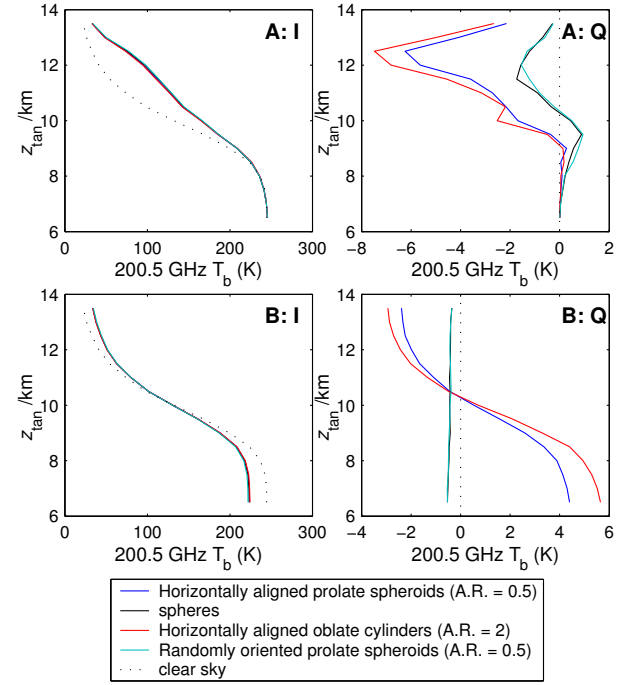 A: I
14
12
10
8
6
z_tan /km
0 100 200 300
200.5 GHz T_b (K)
A: Q
14
12
10
8
6
z_tan /km
−8 −6 −4 −2 0 2
200.5 GHz T_b (K)
B: I
14
12
10
8
6
z_tan /km
0 100 200 300
200.5 GHz T_b (K)
B: Q
14
12
10
8
6
z_tan /km
−4 −2 0 2 4 6
200.5 GHz T_b (K)
Horizontally aligned prolate spheroids (A.R. = 0.5)
spheres
Horizontally aligned oblate cylinders (A.R. = 2)
Randomly oriented prolate spheroids (A.R. = 0.5)
clear sky